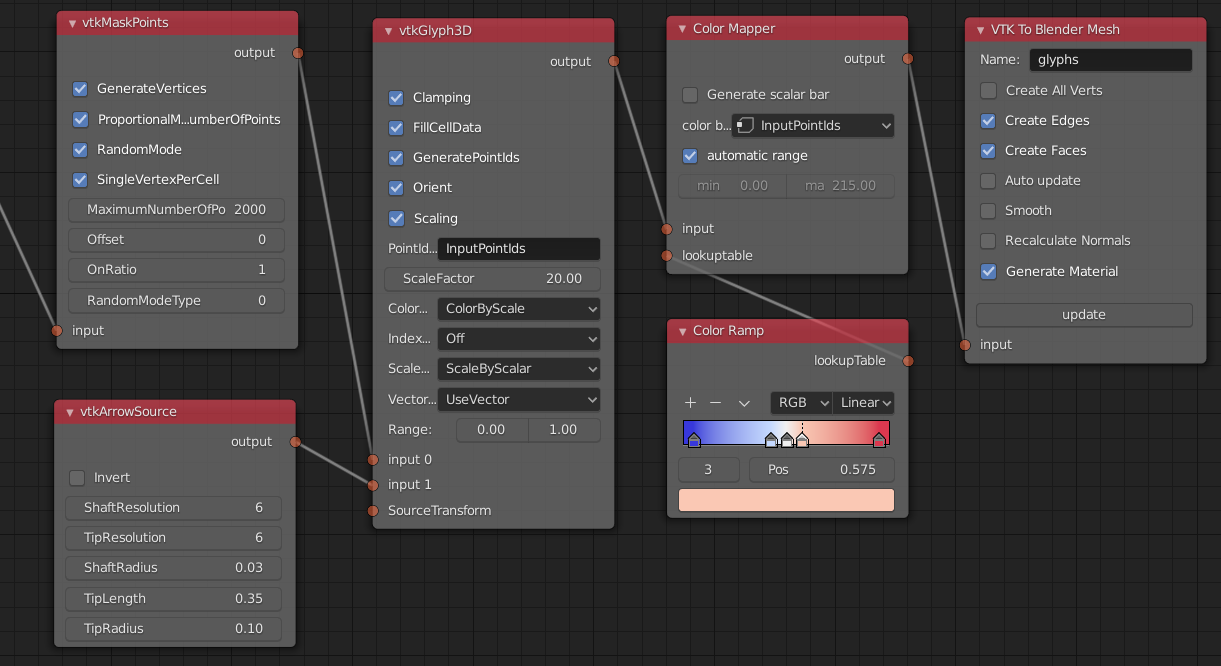 vtkMaskPoints
output
GenerateVertices
ProportionalM...umberOfPoints
RandomMode
SingleVertexPerCell
MaximumNumberOfPo 2000
Offset 0
OnRatio 1
RandomModeType 0
input
vtkArrowSource
output
Invert
ShaftResolution 6
TipResolution 6
ShaftRadius 0.03
TipLength 0.35
TipRadius 0.10
vtkGlyph3D
output
Clamping
FillCellData
GeneratePointIds
Orient
Scaling
PointId... InputPointIds
ScaleFactor 20.00
Color... ColorByScale
Index... Off
Scale... ScaleByScalar
Vector... UseVector
Range: 0.00 1.00
input 0
input 1
SourceTransform
Color Mapper
output
Generate scalar bar
color b... InputPointIds
automatic range
min 0.00 ma 215.00
input
lookuptable
Color Ramp
lookupTable
RGB Linear
3 Pos 0.575
VTK To Blender Mesh
Name: glyphs
Create All Verts
Create Edges
Create Faces
Auto update
Smooth
Recalculate Normals
Generate Material
update
input